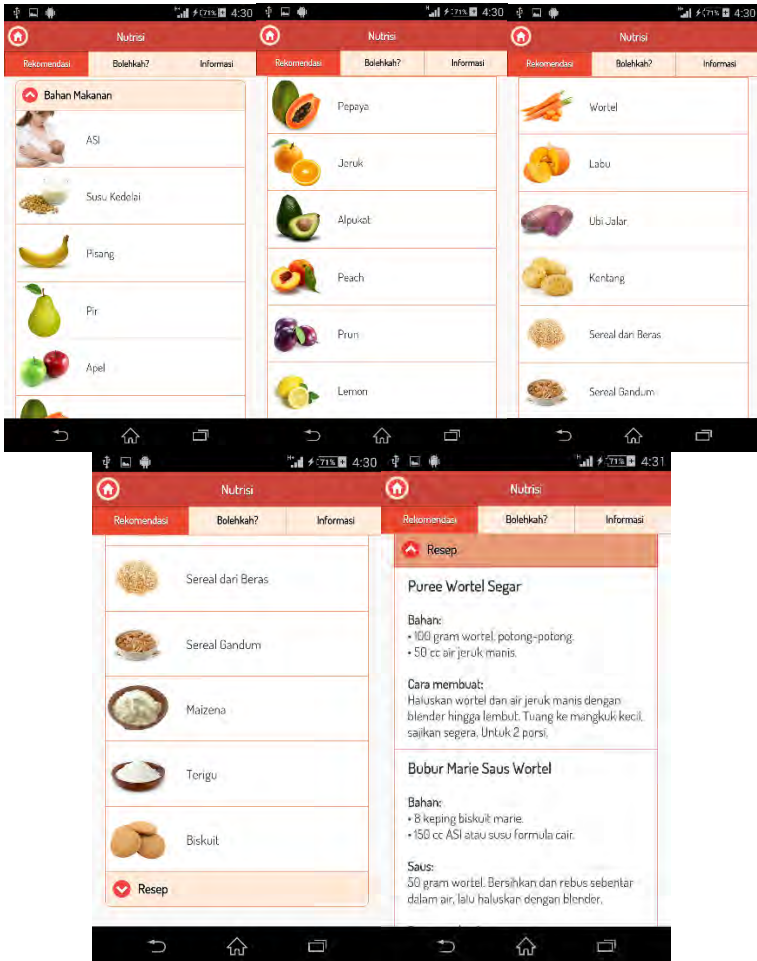 71% 4:30
Nutrisi
Rekomendasi Bolehkah? Informasi
Bahan Makanan
ASI
Susu Kedelai
Pisang
Pir
Apel
71% 4:30
Nutrisi
Rekomendasi Bolehkah? Informasi
Pepaya
Jeruk
Alpukat
Peach
Prun
Lemon
71% 4:30
Nutrisi
Rekomendasi Bolehkah? Informasi
Wortel
Labu
Ubi Jalar
Kentang
Sereal dari Beras
Sereal Gandum
71% 4:30
Nutrisi
Rekomendasi Bolehkah? Informasi
Sereal dari Beras
Sereal Gandum
Maizena
Terigu
Biskuit
Resep
71% 4:31
Nutrisi
Rekomendasi Bolehkah? Informasi
Resep
Puree Wortel Segar
Bahan:
• 100 gram wortel, potong-potong.
• 50 cc air jeruk manis.
Cara membuat:
Haluskan wortel dan air jeruk manis dengan
blender hingga lembut. Tuang ke mangkuk kecil,
sajikan segera. Untuk 2 porsi.
Bubur Marie Saus Wortel
Bahan:
• 8 keping biskuit marie.
• 150 cc ASI atau susu formula cair.
Saus:
50 gram wortel. Bersihkan dan rebus sebentar
dalam air, lalu haluskan dengan blender.